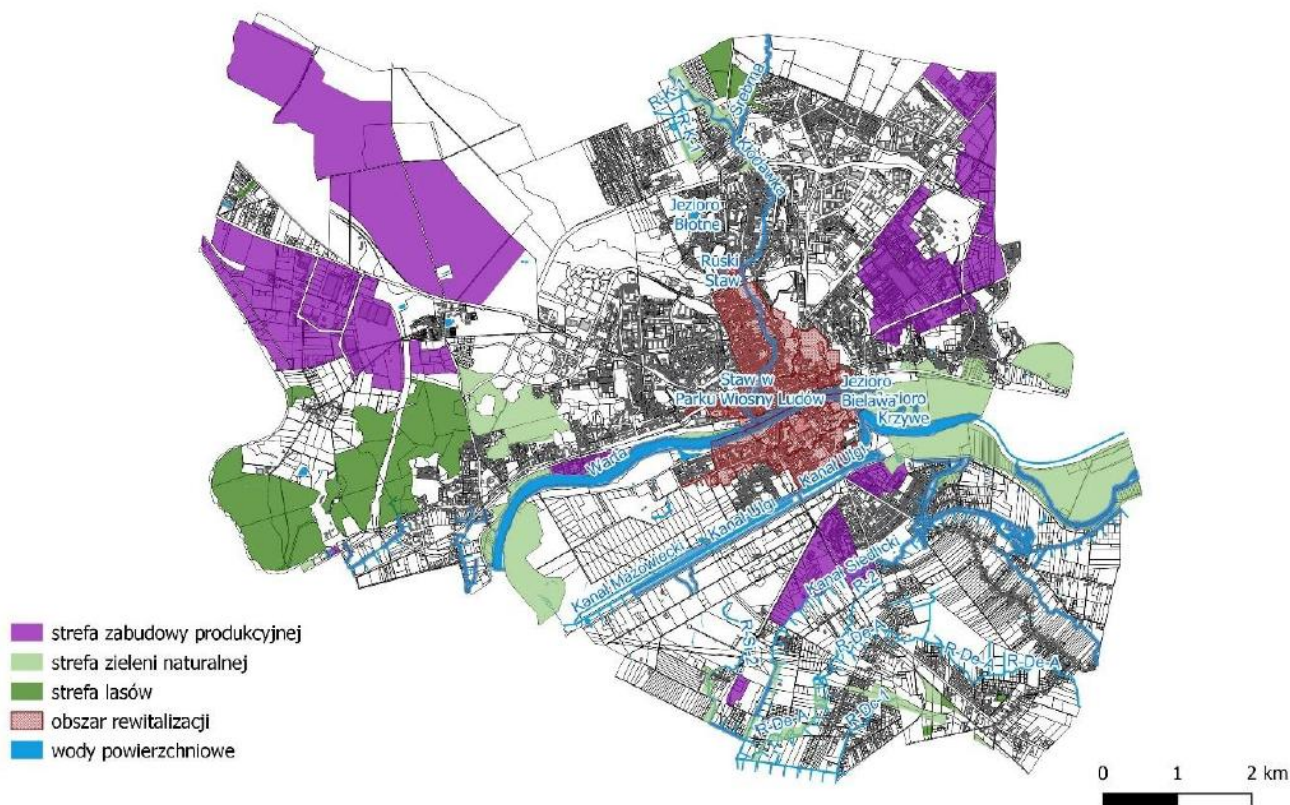 R-K-1
R-K-1
Srebrna
Kłodawka
Jezioro
Błotne
Ruski
Staw
Staw w
Parku Wiosny Ludów
Jezioro
Bielawa
Krzywe
Warta
Kanał Ulgi
Kanał Ulgi
Kanał Mazowiecki
Kanał Siedlicki
R-2
R-De-A
R-De-A
R-De-A
R-De-A
strefa zabudowy produkcyjnej
strefa zieleni naturalnej
strefa lasów
obszar rewitalizacji
wody powierzchniowe
0 1 2 km